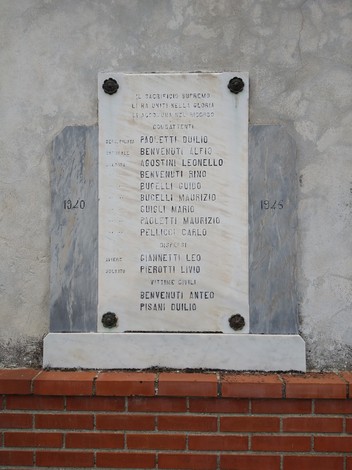 IL SACRIFICIO SUPREMO
LI HA UNITI NELLA GLORIA
COMBATTENTI
PAOLETTI DUILIO
BENVENUTI ALFIO
AGOSTINI LEONELLO
BENVENUTI RINO
BUCELLI GUIDO
BUCELLI MAURIZIO
GUIGLI MARIO
PAOLETTI MAURIZIO
PELLICCI CARLO
DISPERSI
GIANNETTI LEO
PIEROTTI LIVIO
VITTIME CIVILI
BENVENUTI ANTEO
PISANI DUILIO
1940
1945